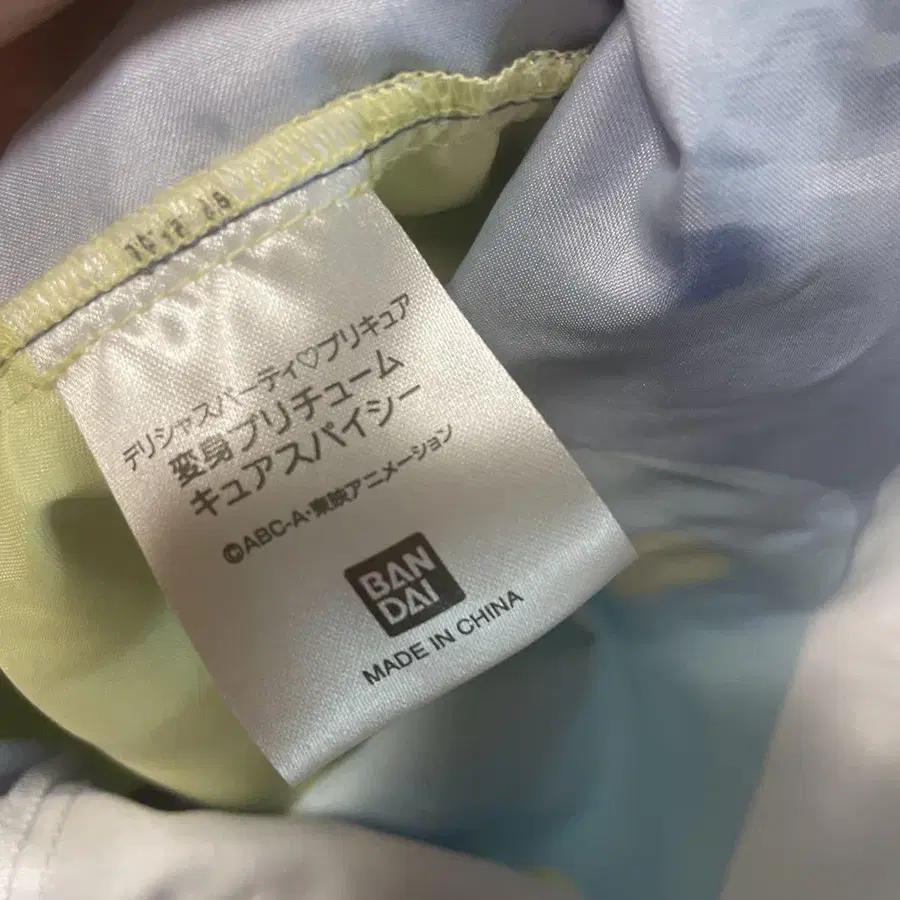 デリシャスパーティ♡プリキュア
変身プリチューム
キュアスパイシー
©ABC-A・東映アニメーション
BAN
DAI
MADE IN CHINA